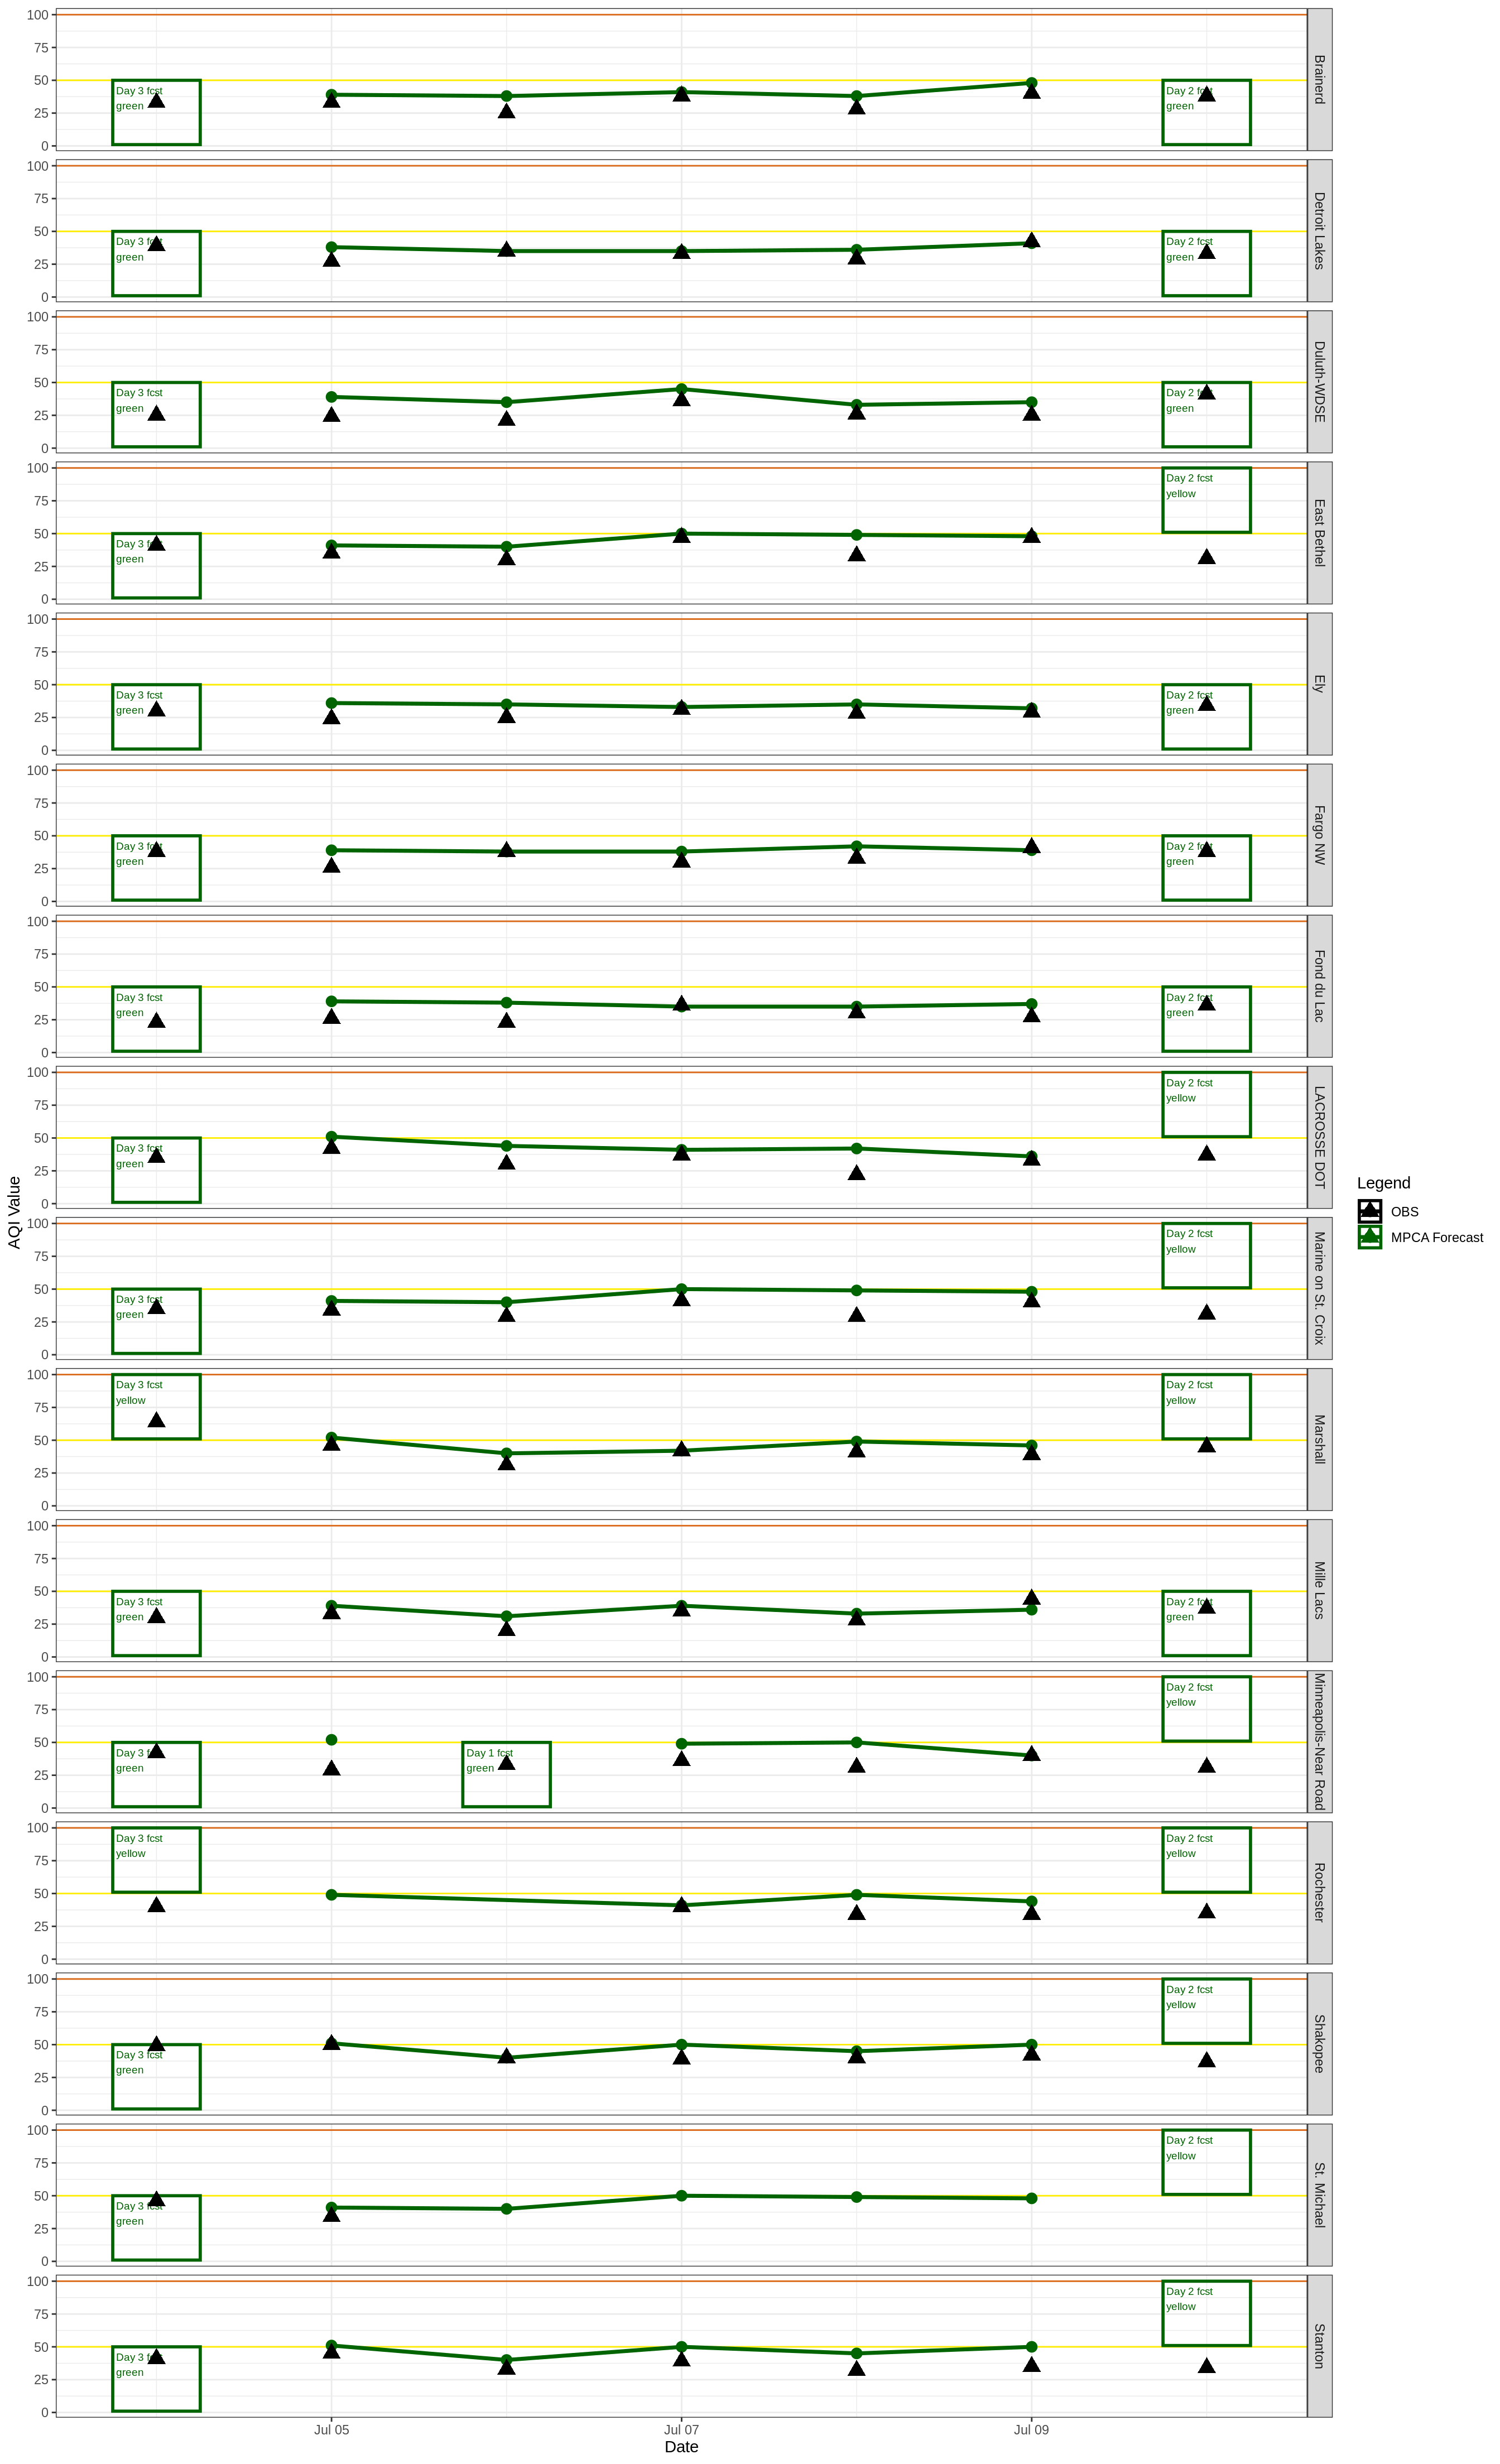 AQI Value
100
75
50
25
0
Day 3 fcst
green
Day 2 fcst
green
Brainerd
100
75
50
25
0
Day 3 fcst
green
Day 2 fcst
green
Detroit Lakes
100
75
50
25
0
Day 3 fcst
green
Day 2 fcst
green
Duluth-WDSE
100
75
50
25
0
Day 3 fcst
green
Day 2 fcst
yellow
East Bethel
100
75
50
25
0
Day 3 fcst
green
Day 2 fcst
green
Ely
100
75
50
25
0
Day 3 fcst
green
Day 2 fcst
green
Fargo NW
100
75
50
25
0
Day 3 fcst
green
Day 2 fcst
green
Fond du Lac
100
75
50
25
0
Day 3 fcst
green
Day 2 fcst
yellow
LACROSSE DOT
100
75
50
25
0
Day 3 fcst
green
Day 2 fcst
yellow
Marine on St. Croix
100
75
50
25
0
Day 3 fcst
yellow
Day 2 fcst
yellow
Marshall
100
75
50
25
0
Day 3 fcst
green
Day 2 fcst
green
Mille Lacs
100
75
50
25
0
Day 3 fcst
green
Day 1 fcst
green
Day 2 fcst
yellow
Minneapolis-Near Road
100
75
50
25
0
Day 3 fcst
yellow
Day 2 fcst
yellow
Rochester
100
75
50
25
0
Day 3 fcst
green
Day 2 fcst
yellow
Shakopee
100
75
50
25
0
Day 3 fcst
green
Day 2 fcst
yellow
St. Michael
100
75
50
25
0
Day 3 fcst
green
Day 2 fcst
yellow
Stanton
Jul 05
Jul 07
Jul 09
Date
Legend
OBS
MPCA Forecast